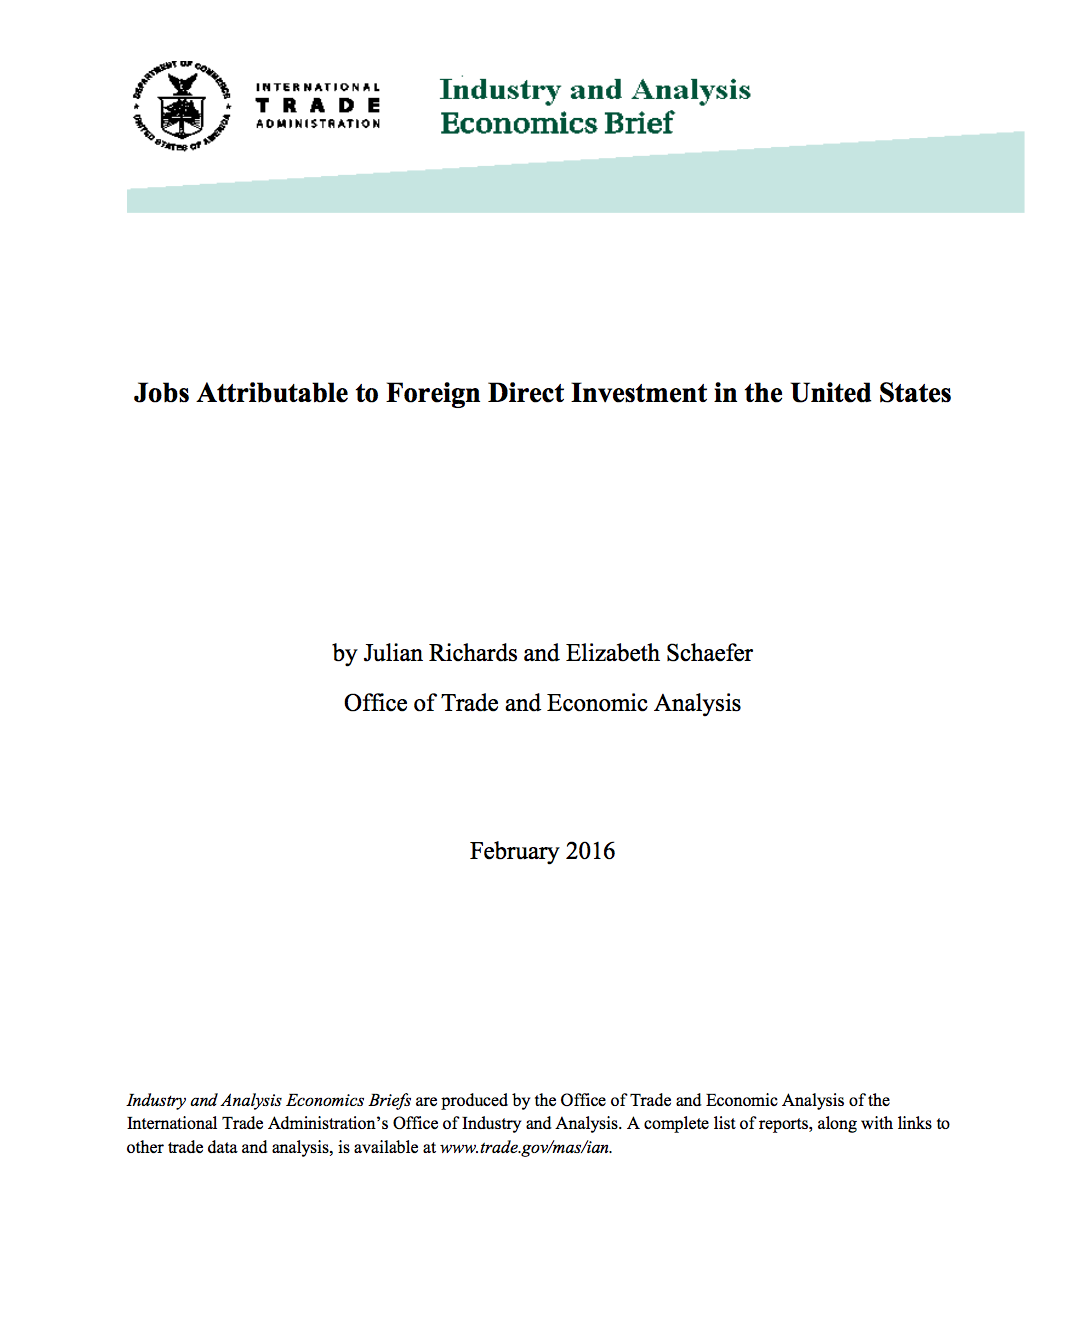 DEPARTMENT OF COMMERCE
UNITED STATES OF AMERICA
INTERNATIONAL
TRADE
ADMINISTRATION
Industry and Analysis
Economics Brief
Jobs Attributable to Foreign Direct Investment in the United States
by Julian Richards and Elizabeth Schaefer
Office of Trade and Economic Analysis
February 2016
Industry and Analysis Economics Briefs are produced by the Office of Trade and Economic Analysis of the
International Trade Administration’s Office of Industry and Analysis. A complete list of reports, along with links to
other trade data and analysis, is available at www.trade.gov/mas/ian.